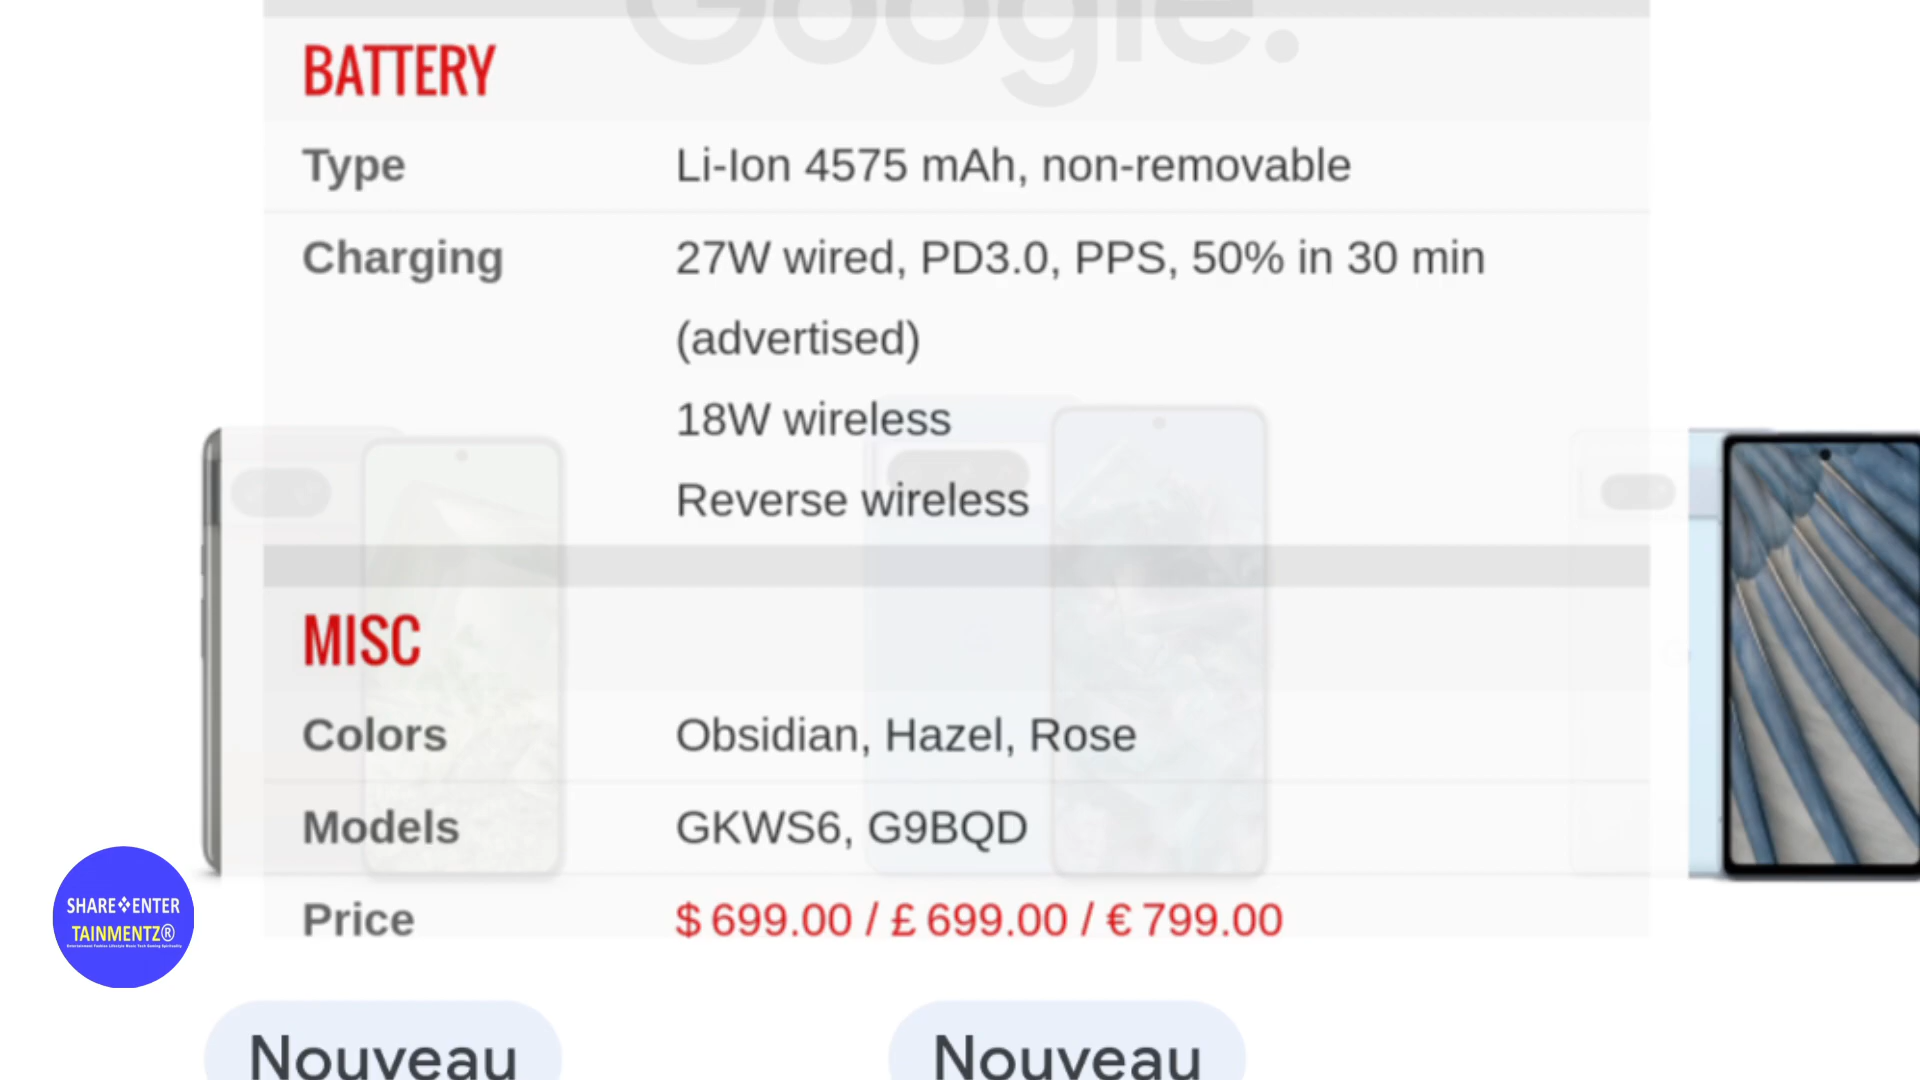 Google.
BATTERY
Type Li-Ion 4575 mAh, non-removable
Charging 27W wired, PD3.0, PPS, 50% in 30 min
(advertised)
18W wireless
Reverse wireless
MISC
Colors Obsidian, Hazel, Rose
Models GKWS6, G9BQD
Price $ 699.00 / £ 699.00 / € 799.00
SHARE❖ENTER
TAINMENTZ®
Nouveau Nouveau